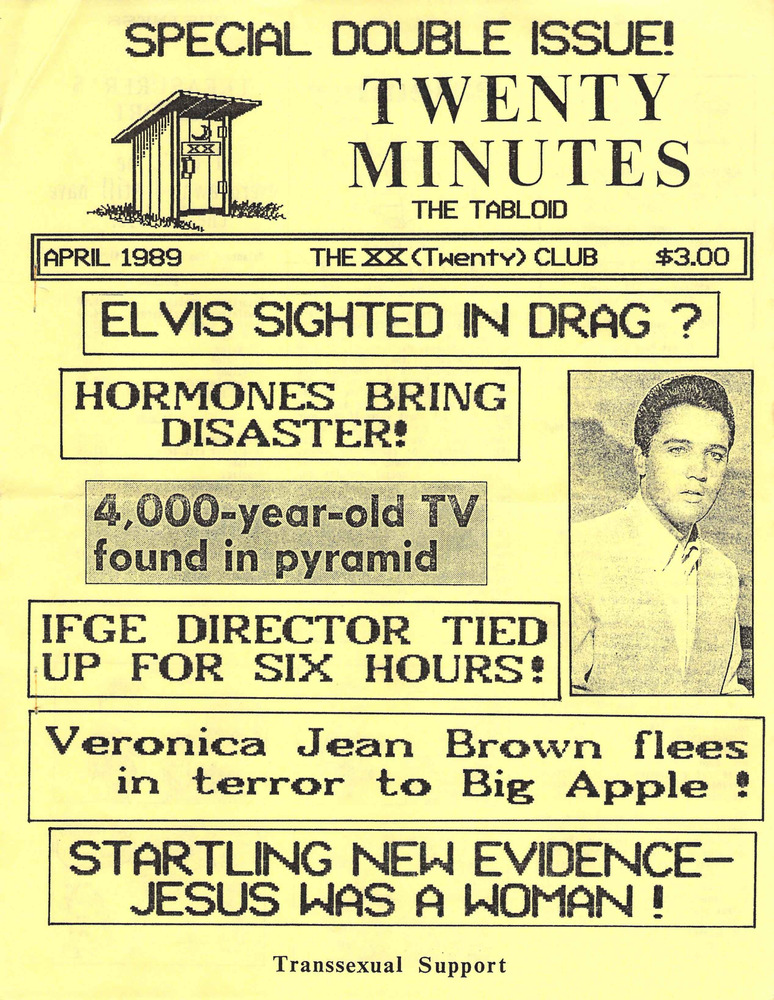 SPECIAL DOUBLE ISSUE!
XX
TWENTY
MINUTES
THE TABLOID
APRIL 1989 THE XX (Twenty) CLUB $3.00
ELVIS SIGHTED IN DRAG ?
HORMONES BRING
DISASTER!
4,000-year-old TV
found in pyramid
IFGE DIRECTOR TIED
UP FOR SIX HOURS!
Veronica Jean Brown flees
in terror to Big Apple !
STARTLING NEW EVIDENCE-
JESUS WAS A WOMAN !
Transsexual Support